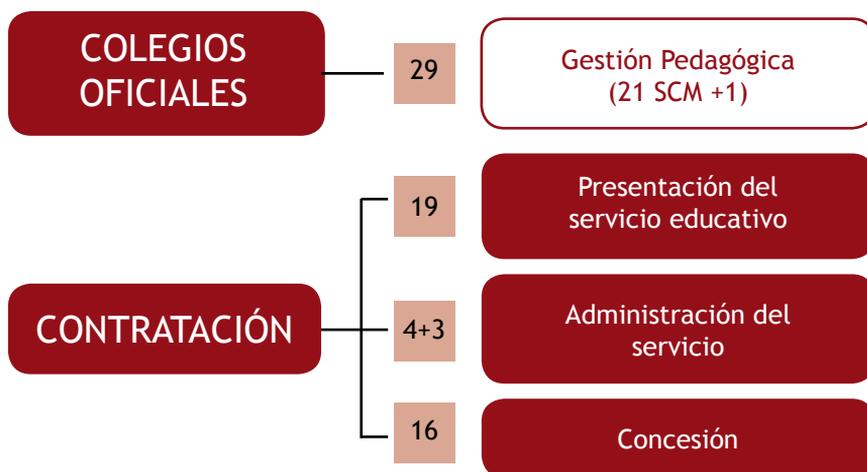 COLEGIOS
OFICIALES
29
Gestión Pedagógica
(21 SCM +1)
19
Presentación del
servicio educativo
CONTRATACIÓN
4+3
Administración del
servicio
16
Concesión